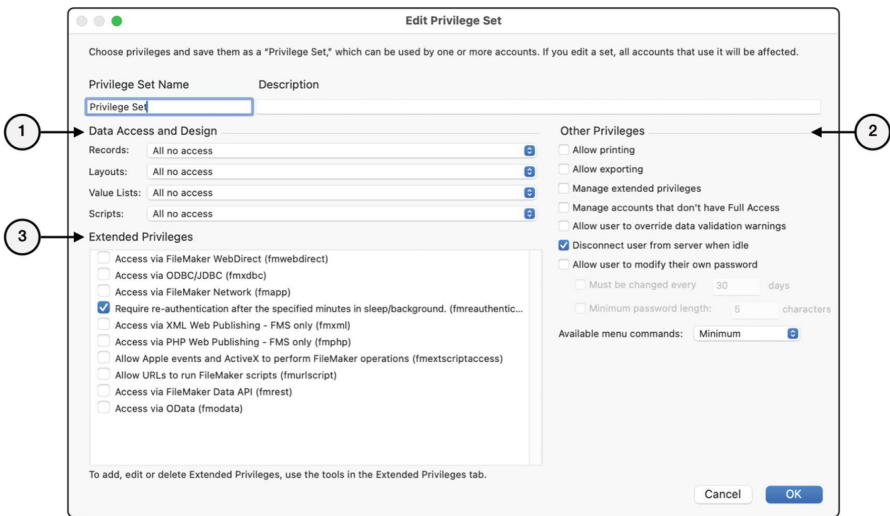 Edit Privilege Set
Choose privileges and save them as a “Privilege Set,” which can be used by one or more accounts. If you edit a set, all accounts that use it will be affected.
Privilege Set Name Description
Privilege Set
1 Data Access and Design
Records: All no access
Layouts: All no access
Value Lists: All no access
Scripts: All no access
3 Extended Privileges
Access via FileMaker WebDirect (fmwebdirect)
Access via ODBC/JDBC (fmxdbc)
Access via FileMaker Network (fmapp)
Require re-authentication after the specified minutes in sleep/background. (fmreauthentic...
Access via XML Web Publishing - FMS only (fmxml)
Access via PHP Web Publishing - FMS only (fmphp)
Allow Apple events and ActiveX to perform FileMaker operations (fmextscriptaccess)
Allow URLs to run FileMaker scripts (fmurlscript)
Access via FileMaker Data API (fmrest)
Access via OData (fmodata)
To add, edit or delete Extended Privileges, use the tools in the Extended Privileges tab.
Other Privileges 2
Allow printing
Allow exporting
Manage extended privileges
Manage accounts that don't have Full Access
Allow user to override data validation warnings
Disconnect user from server when idle
Allow user to modify their own password
Must be changed every 30 days
Minimum password length: 5 characters
Available menu commands: Minimum
Cancel OK